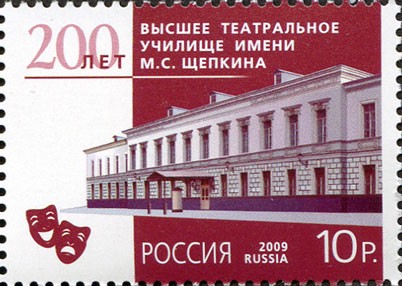 200 ЛЕТ
ВЫСШЕЕ ТЕАТРАЛЬНОЕ
УЧИЛИЩЕ ИМЕНИ
М.С. ЩЕПКИНА
РОССИЯ
2009
RUSSIA
10 Р.